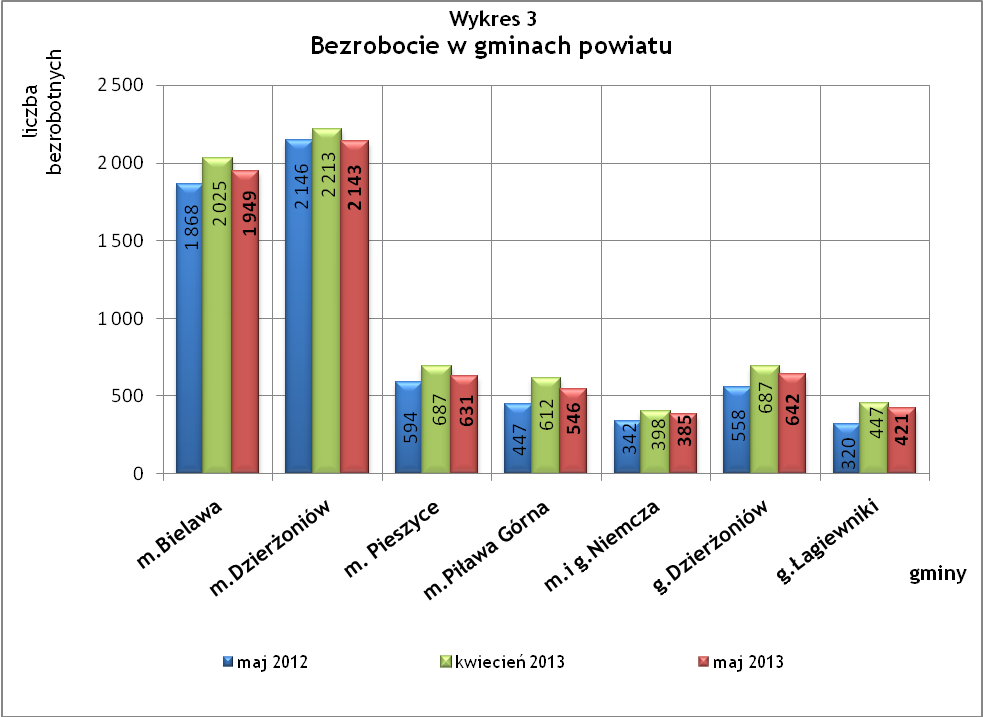 Wykres 3
Bezrobocie w gminach powiatu
liczba
bezrobotnych
2 500
2 000
1 500
1 000
500
0
1 868
2 025
1 949
2 146
2 213
2 143
594
687
631
447
612
546
342
398
385
558
687
642
320
447
421
m.Bielawa
m.Dzierżoniów
m. Pieszyce
m.Piława Górna
m.i g.Niemcza
g.Dzierżoniów
g.Łagiewniki
gminy
maj 2012
kwiecień 2013
maj 2013